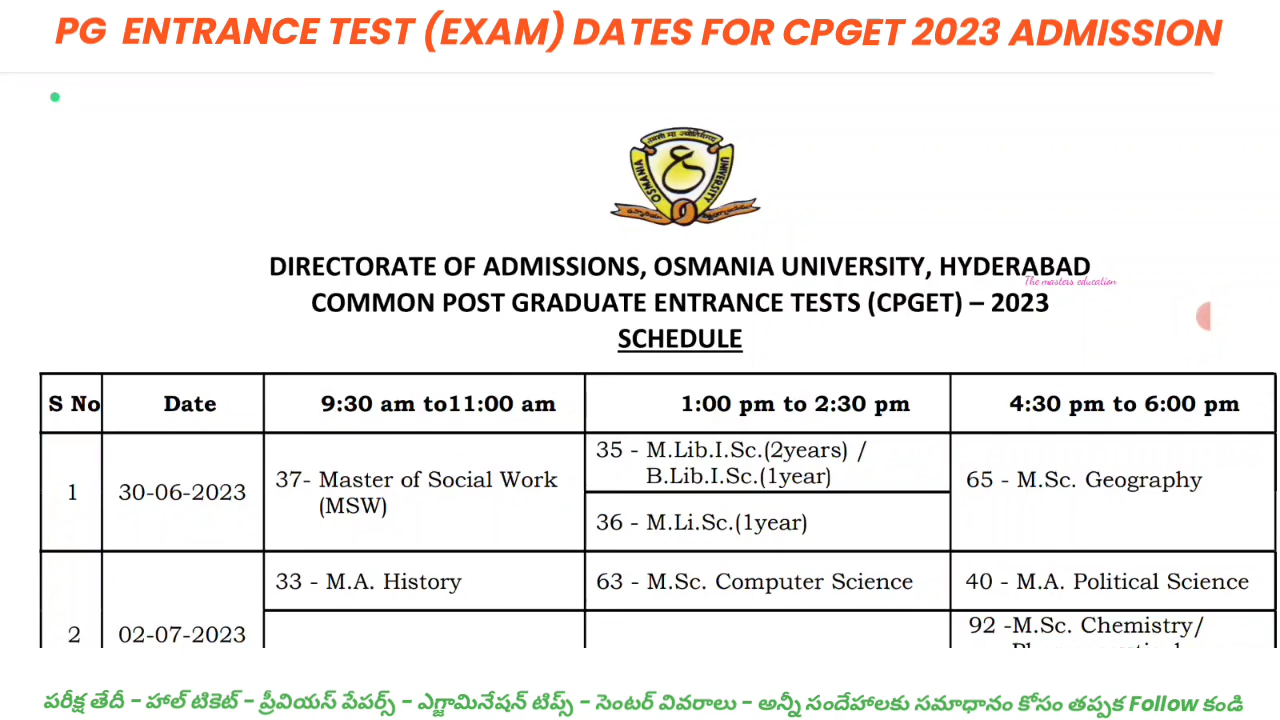 PG ENTRANCE TEST (EXAM) DATES FOR CPGET 2023 ADMISSION
OSMANIA UNIVERSITY
DIRECTORATE OF ADMISSIONS, OSMANIA UNIVERSITY, HYDERABAD
The masters education
COMMON POST GRADUATE ENTRANCE TESTS (CPGET) – 2023
SCHEDULE
S No Date 9:30 am to11:00 am 1:00 pm to 2:30 pm 4:30 pm to 6:00 pm
1 30-06-2023 37- Master of Social Work
(MSW)
35 - M.Lib.I.Sc.(2years) /
B.Lib.I.Sc.(1year)
36 - M.Li.Sc.(1year)
65 - M.Sc. Geography
2 02-07-2023 33 - M.A. History 63 - M.Sc. Computer Science 40 - M.A. Political Science
92 -M.Sc. Chemistry/
పరీక్ష తేదీ - హాల్ టికెట్ - ప్రీవియస్ పేపర్స్ - ఎగ్జామినేషన్ టిప్స్ - సెంటర్ వివరాలు - అన్నీ సందేహాలకు సమాధానం కోసం తప్పక Follow కండి